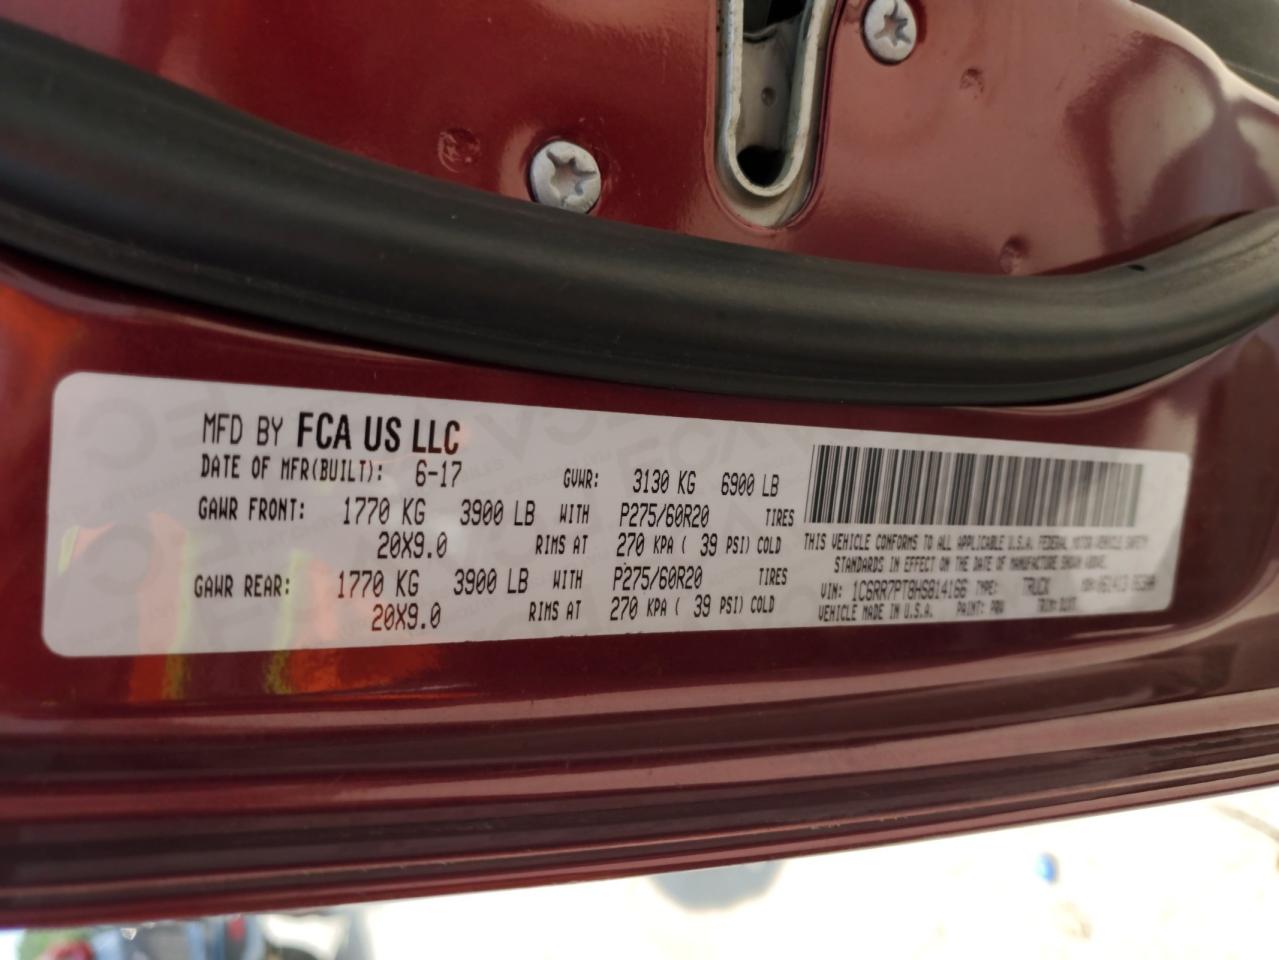 MFD BY FCA US LLC
DATE OF MFR(BUILT): 6-17 GVWR: 3130 KG 6900 LB
GAWR FRONT: 1770 KG 3900 LB WITH P275/60R20 TIRES
20X9.0 RIMS AT 270 KPA ( 39 PSI) COLD
GAWR REAR: 1770 KG 3900 LB WITH P275/60R20 TIRES
20X9.0 RIMS AT 270 KPA ( 39 PSI) COLD
THIS VEHICLE CONFORMS TO ALL APPLICABLE U.S.A. FEDERAL MOTOR VEHICLE SAFETY
STANDARDS IN EFFECT ON THE DATE OF MANUFACTURE SHOWN ABOVE.
VIN: 1C6RR7PT8HS814166 TYPE: TRUCK
VEHICLE MADE IN U.S.A. PAINT: TRIM: